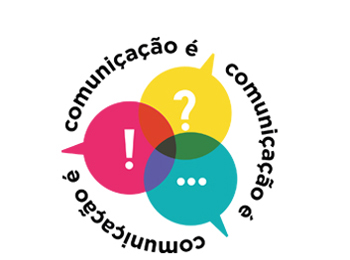 comunicação é
comunicação é
comunicação é
?
!
...